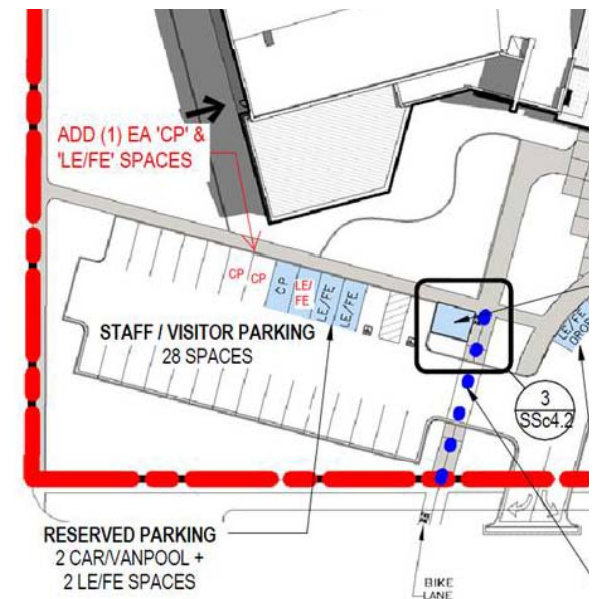 ADD (1) EA 'CP' &
'LE/FE' SPACES
CP
CP
CP
LE/
FE
LE/FE
LE/FE
LE/FE
DROP
STAFF / VISITOR PARKING
28 SPACES
3
SSc4.2
RESERVED PARKING
2 CAR/VANPOOL +
2 LE/FE SPACES
BIKE
LANE